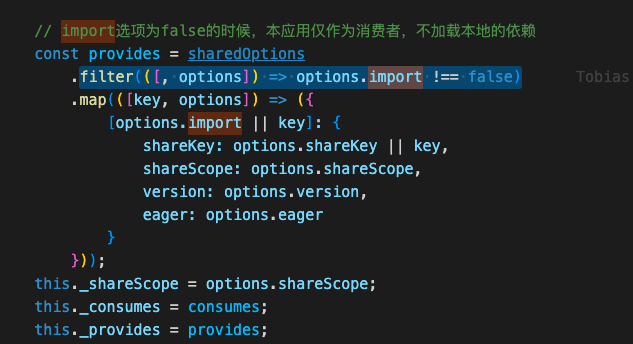 // import选项为false的时候，本应用仅作为消费者，不加载本地的依赖
const provides = sharedOptions
.filter(([, options]) => options.import !== false) Tobias
.map(([key, options]) => ({
[options.import || key]: {
shareKey: options.shareKey || key,
shareScope: options.shareScope,
version: options.version,
eager: options.eager
}
}));
this._shareScope = options.shareScope;
this._consumes = consumes;
this._provides = provides;